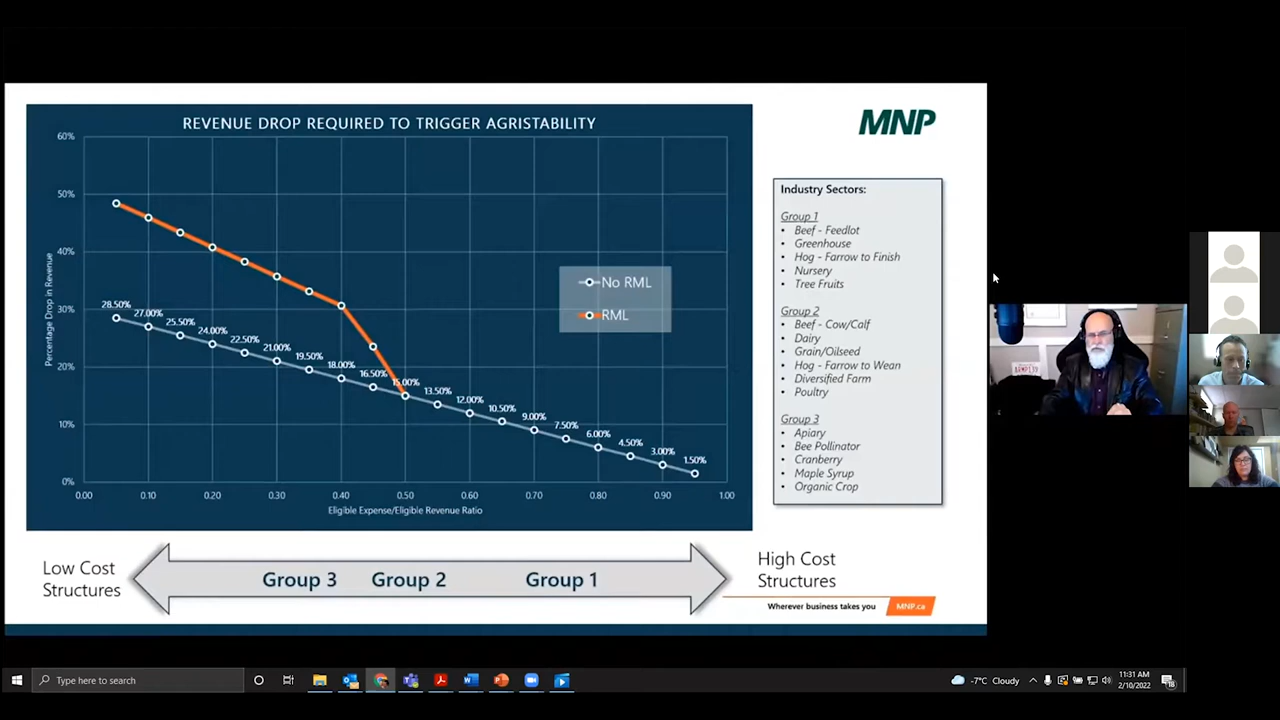 REVENUE DROP REQUIRED TO TRIGGER AGRISTABILITY
MNP
60%
50%
40%
30%
20%
10%
0%
Percentage Drop in Revenue
28.50%
27.00%
25.50%
24.00%
22.50%
21.00%
19.50%
18.00%
16.50%
15.00%
13.50%
12.00%
10.50%
9.00%
7.50%
6.00%
4.50%
3.00%
1.50%
No RML
RML
0.00 0.10 0.20 0.30 0.40 0.50 0.60 0.70 0.80 0.90 1.00
Eligible Expense/Eligible Revenue Ratio
Industry Sectors:
Group 1
• Beef - Feedlot
• Greenhouse
• Hog - Farrow to Finish
• Nursery
• Tree Fruits
Group 2
• Beef - Cow/Calf
• Dairy
• Grain/Oilseed
• Hog - Farrow to Wean
• Diversified Farm
• Poultry
Group 3
• Apiary
• Bee Pollinator
• Cranberry
• Maple Syrup
• Organic Crop
Low Cost
Structures
Group 3 Group 2 Group 1
High Cost
Structures
Wherever business takes you
MNP.ca
Type here to search
-7°C Cloudy
11:31 AM
2/10/2022